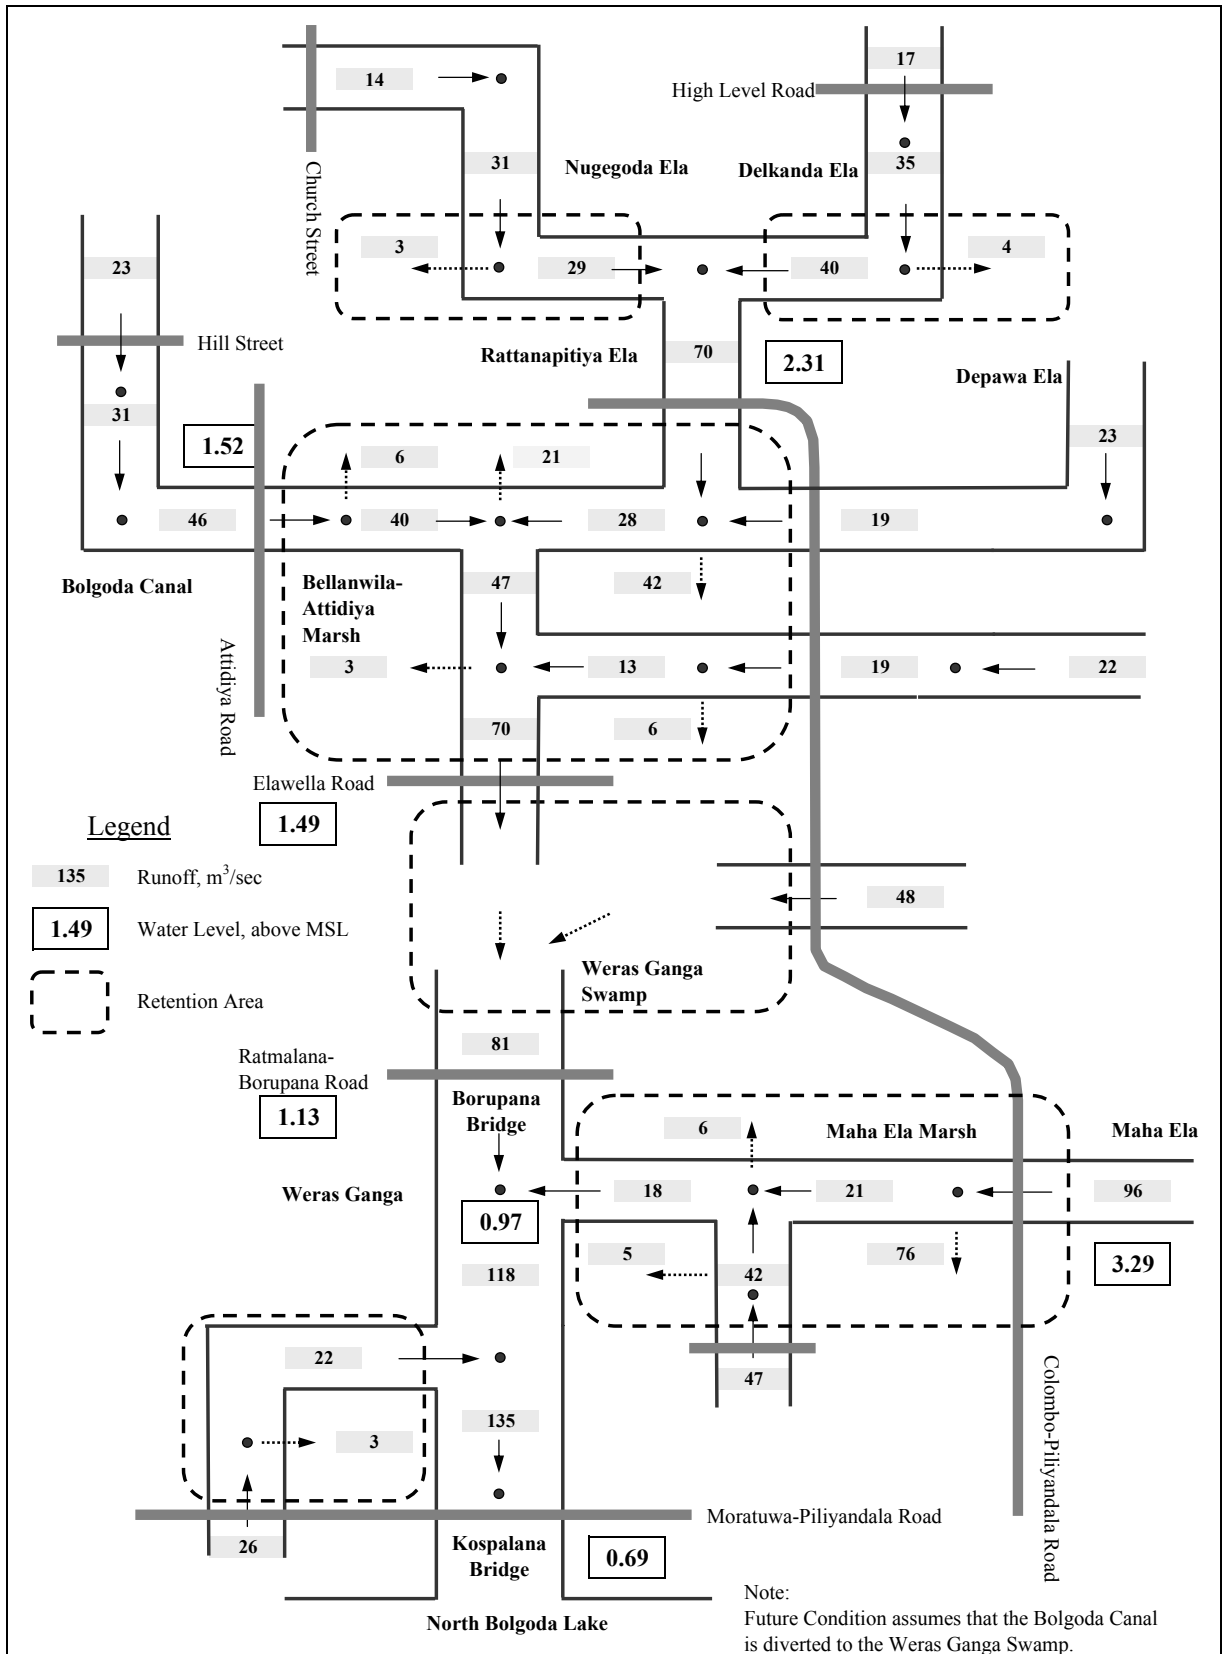 17
14
High Level Road
31
Nugegoda Ela
Delkanda Ela
35
Church Street
3
29
40
4
23
Hill Street
Rattanapitiya Ela
70
2.31
Depawa Ela
31
1.52
6
21
23
46
40
28
19
Bolgoda Canal
Bellanwila-
Attidiya
Marsh
47
42
Attidiya Road
3
13
19
22
70
6
Elawella Road
1.49
Legend
135
Runoff, m3/sec
48
1.49
Water Level, above MSL
Weras Ganga
Swamp
Retention Area
81
Ratmalana-
Borupana Road
1.13
Borupana
Bridge
6
Maha Ela Marsh
Maha Ela
Weras Ganga
18
21
96
0.97
5
76
3.29
118
42
22
47
Colombo-Piliyandala Road
135
3
Moratuwa-Piliyandala Road
26
Kospalana
Bridge
0.69
North Bolgoda Lake
Note:
Future Condition assumes that the Bolgoda Canal
is diverted to the Weras Ganga Swamp.